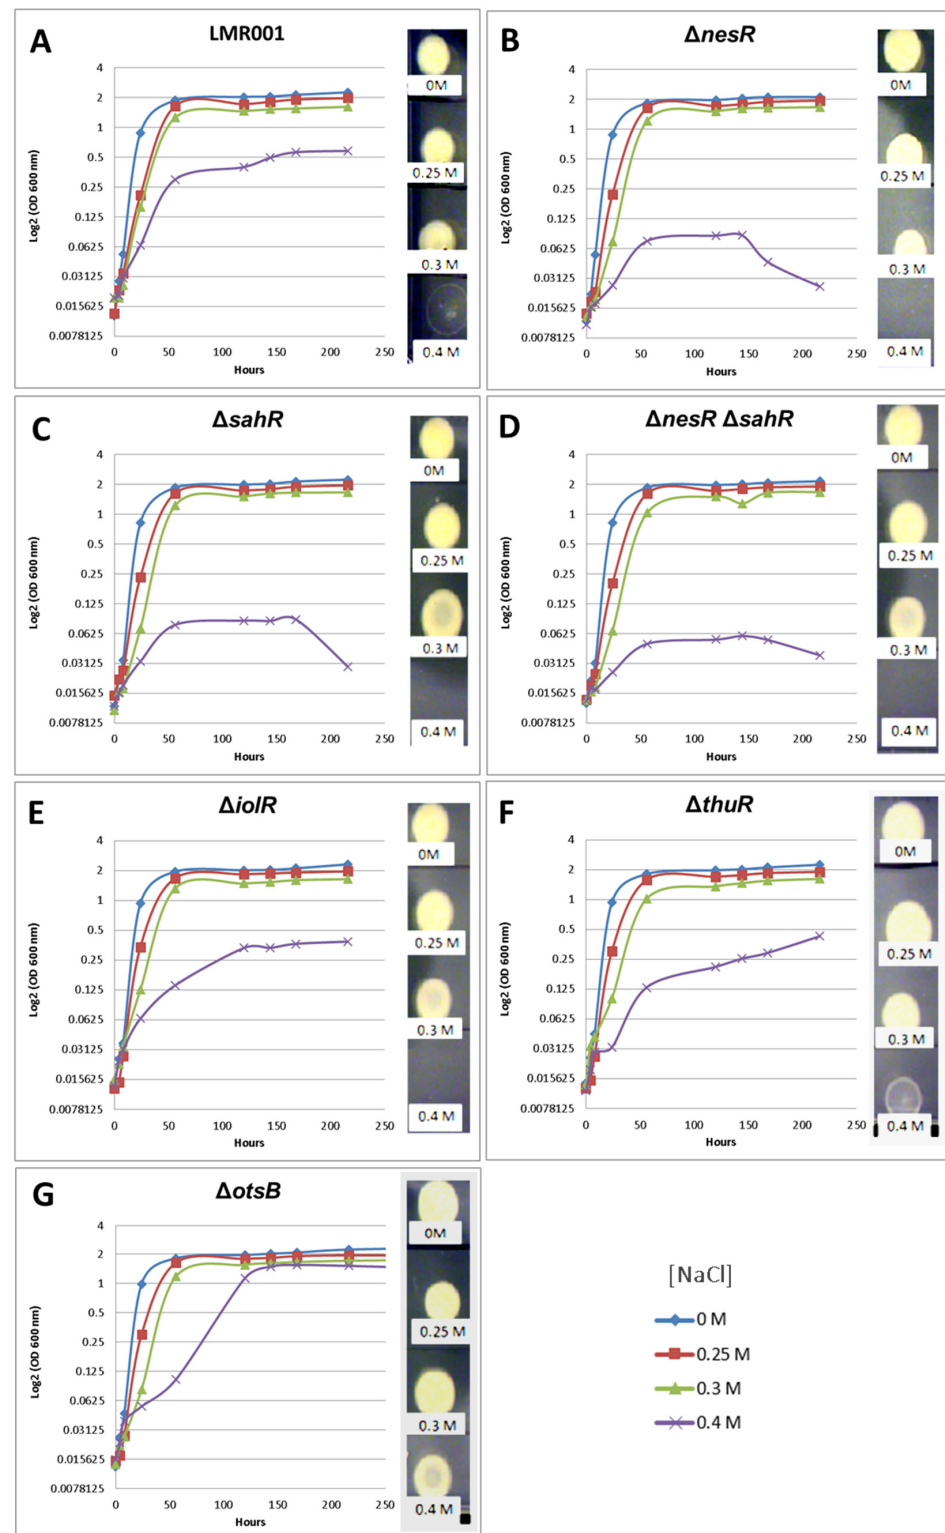 A
LMR001
4
2
1
0.5
0.25
0.125
0.0625
0.03125
0.015625
0.0078125
Log2 (OD 600 nm)
0 50 100 150 200 250
Hours
0M
0.25 M
0.3 M
0.4 M
B
ΔnesR
4
2
1
0.5
0.25
0.125
0.0625
0.03125
0.015625
0.0078125
Log2 (OD 600 nm)
0 50 100 150 200 250
Hours
0M
0.25 M
0.3 M
0.4 M
C
ΔsahR
4
2
1
0.5
0.25
0.125
0.0625
0.03125
0.015625
0.0078125
Log2 (OD 600 nm)
0 50 100 150 200 250
Hours
0M
0.25 M
0.3 M
0.4 M
D
ΔnesR ΔsahR
4
2
1
0.5
0.25
0.125
0.0625
0.03125
0.015625
0.0078125
Log2 (OD 600 nm)
0 50 100 150 200 250
Hours
0M
0.25 M
0.3 M
0.4 M
E
ΔiolR
4
2
1
0.5
0.25
0.125
0.0625
0.03125
0.015625
0.0078125
Log2 (OD 600 nm)
0 50 100 150 200 250
Hours
0M
0.25 M
0.3 M
0.4 M
F
ΔthuR
4
2
1
0.5
0.25
0.125
0.0625
0.03125
0.015625
0.0078125
Log2 (OD 600 nm)
0 50 100 150 200 250
Hours
0M
0.25 M
0.3 M
0.4 M
G
ΔotsB
4
2
1
0.5
0.25
0.125
0.0625
0.03125
0.015625
0.0078125
Log2 (OD 600 nm)
0 50 100 150 200 250
Hours
0M
0.25 M
0.3 M
0.4 M
[NaCl]
0 M
0.25 M
0.3 M
0.4 M